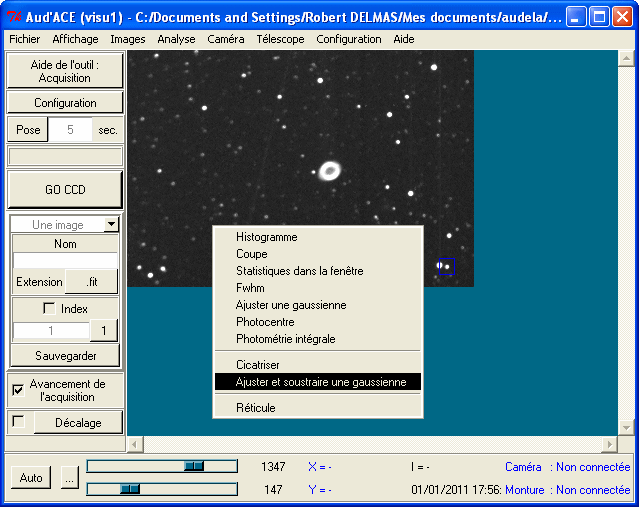 Aud'ACE (visu1) - C:/Documents and Settings/Robert DELMAS/Mes documents/audela/...
Fichier Affichage Images Analyse Caméra Télescope Configuration Aide
Aide de l'outil :
Acquisition
Configuration
Pose 5 sec.
GO CCD
Une image
Nom
Extension .fit
Index
1 1
Sauvegarder
Avancement de
l'acquisition
Décalage
Histogramme
Coupe
Statistiques dans la fenêtre
Fwhm
Ajuster une gaussienne
Photocentre
Photométrie intégrale
Cicatriser
Ajuster et soustraire une gaussienne
Réticule
Auto ... 1347 X = - I = - Caméra : Non connectée
147 Y = - 01/01/2011 17:56: Monture : Non connectée